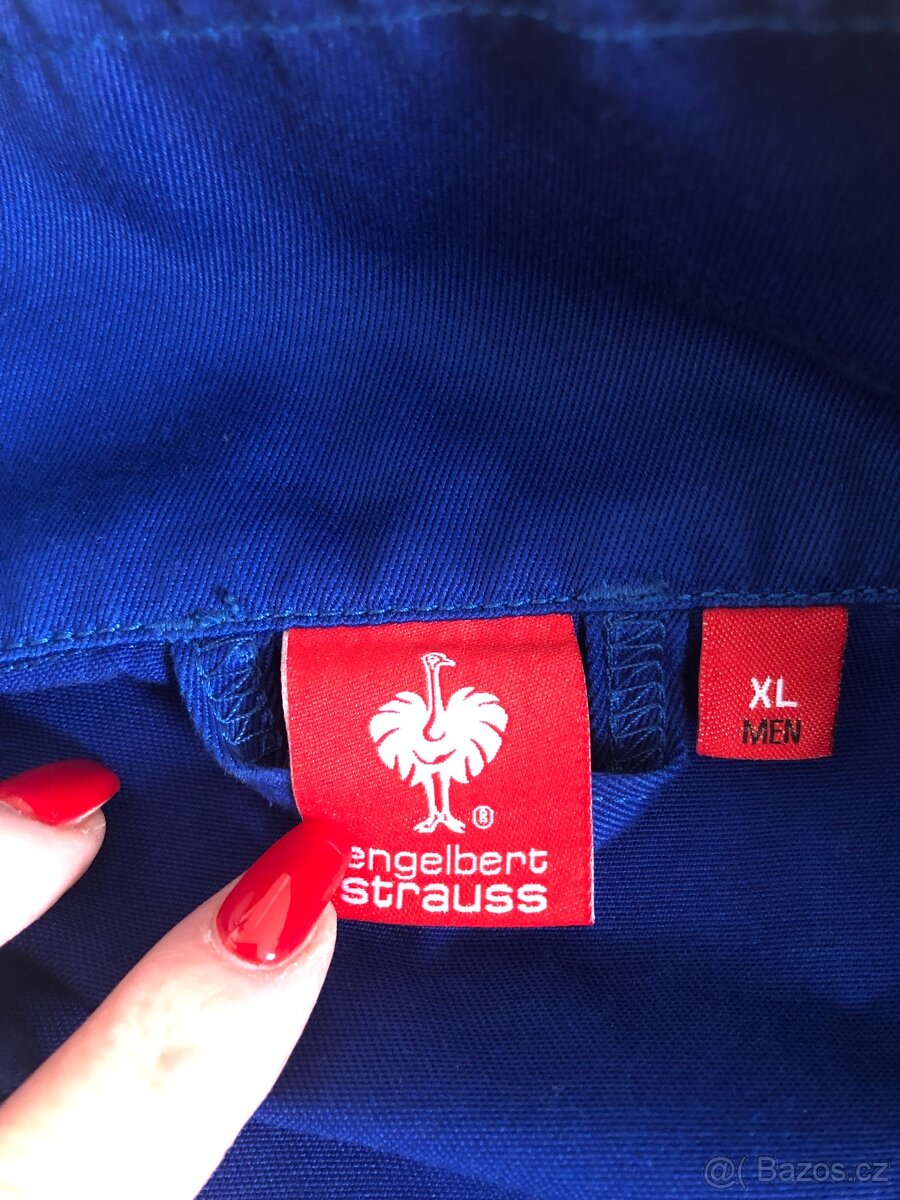 XL
MEN
®
engelbert
strauss
@( Bazos.cz